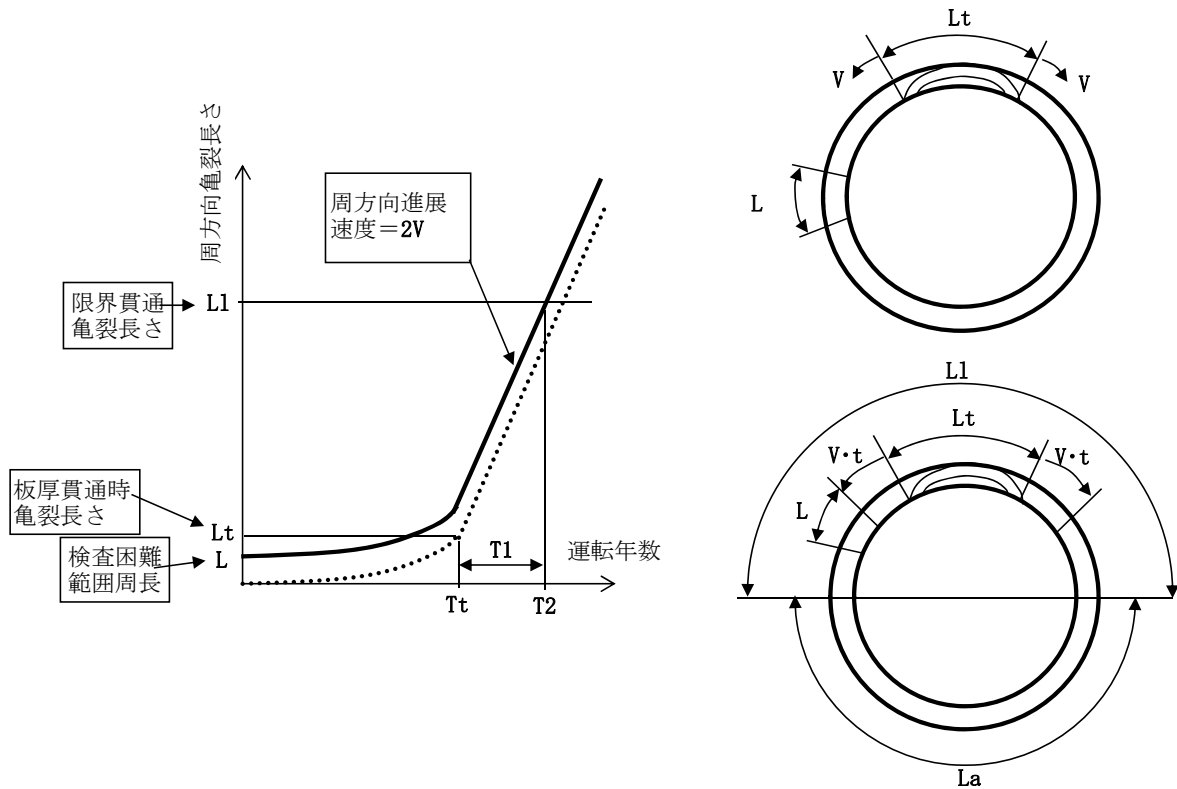 周方向亀裂長さ
周方向進展
速度＝2V
限界貫通
亀裂長さ
L1
板厚貫通時
亀裂長さ
Lt
検査困難
範囲周長
L
T1
運転年数
Tt
T2
Lt
V
V
L
L1
Lt
V･t
V･t
L
La